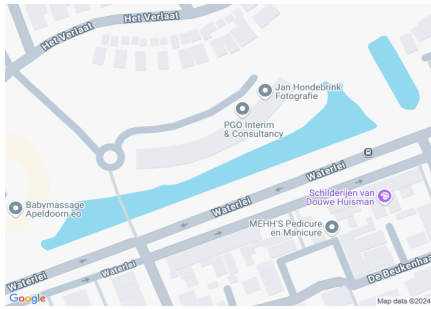 Het Verlaat
Het Verlaat
Jan Hondebrink
Fotografie
PGO Interim
& Consultancy
Waterlei
Schilderijen van
Douwe Huisman
Babymassage
Apeldoorn eo
Waterlei
MEHH'S Pedicure
en Manicure
Waterlei
Waterlei
De Beukenhaa
Google
Map data ©2024